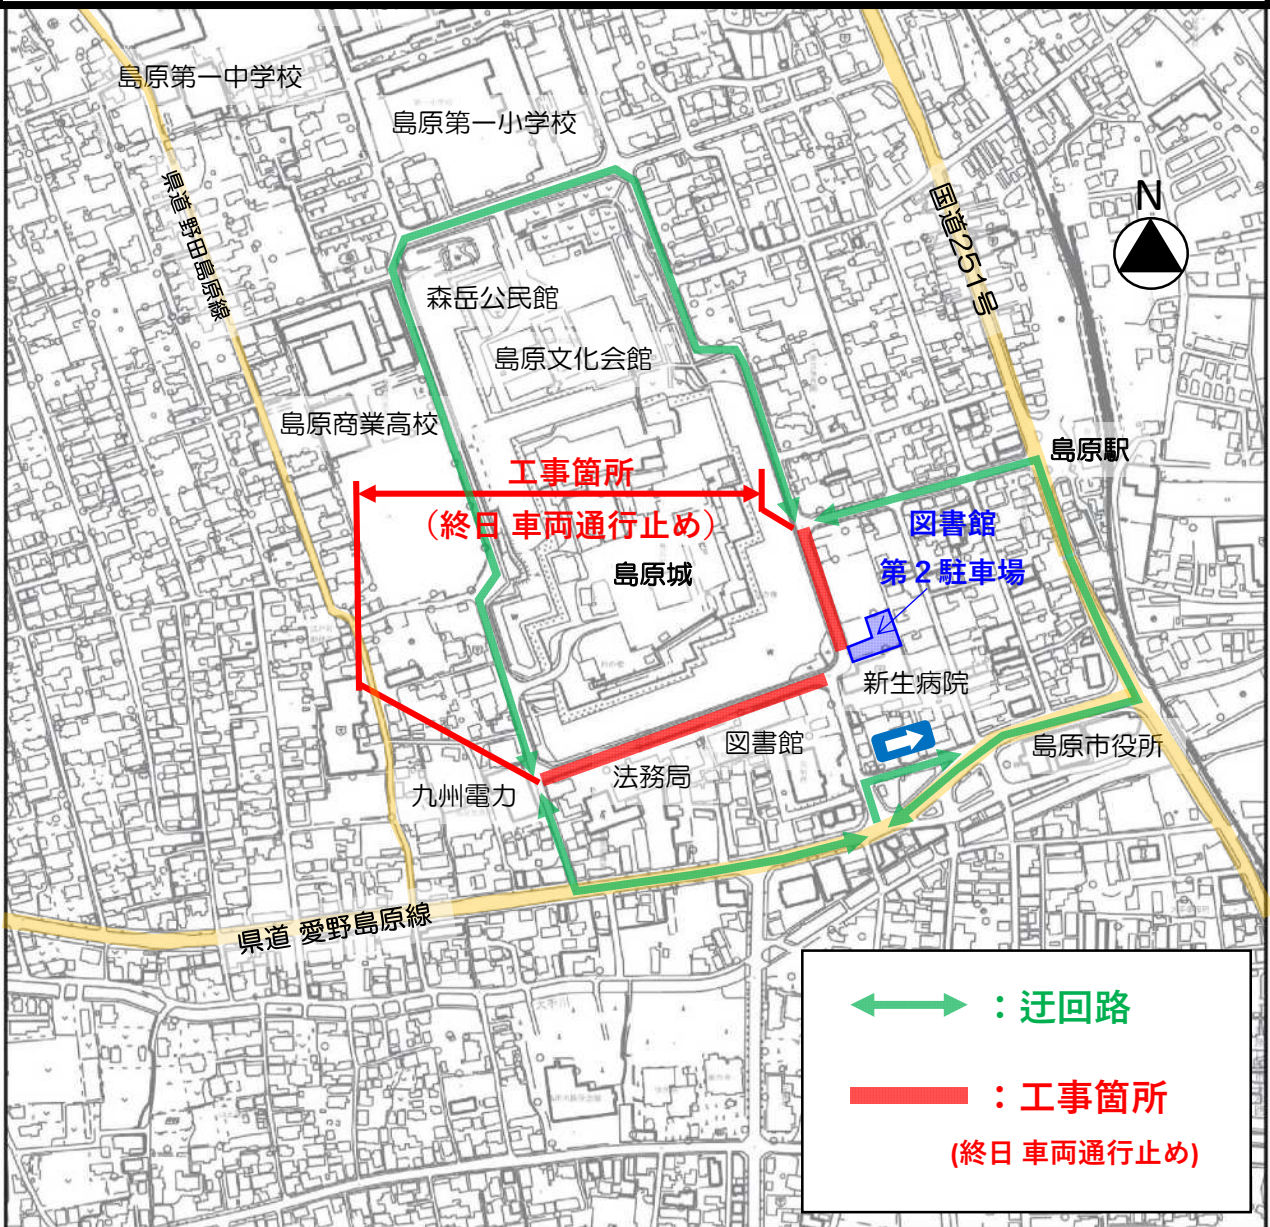 島原第一中学校
島原第一小学校
県道 野田島原線
国道251号
N
森岳公民館
島原文化会館
島原商業高校
島原駅
工事箇所
（終日 車両通行止め）
図書館
第２駐車場
島原城
新生病院
図書館
島原市役所
法務局
九州電力
県道 愛野島原線
大手川
：迂回路
：工事箇所
(終日 車両通行止め)